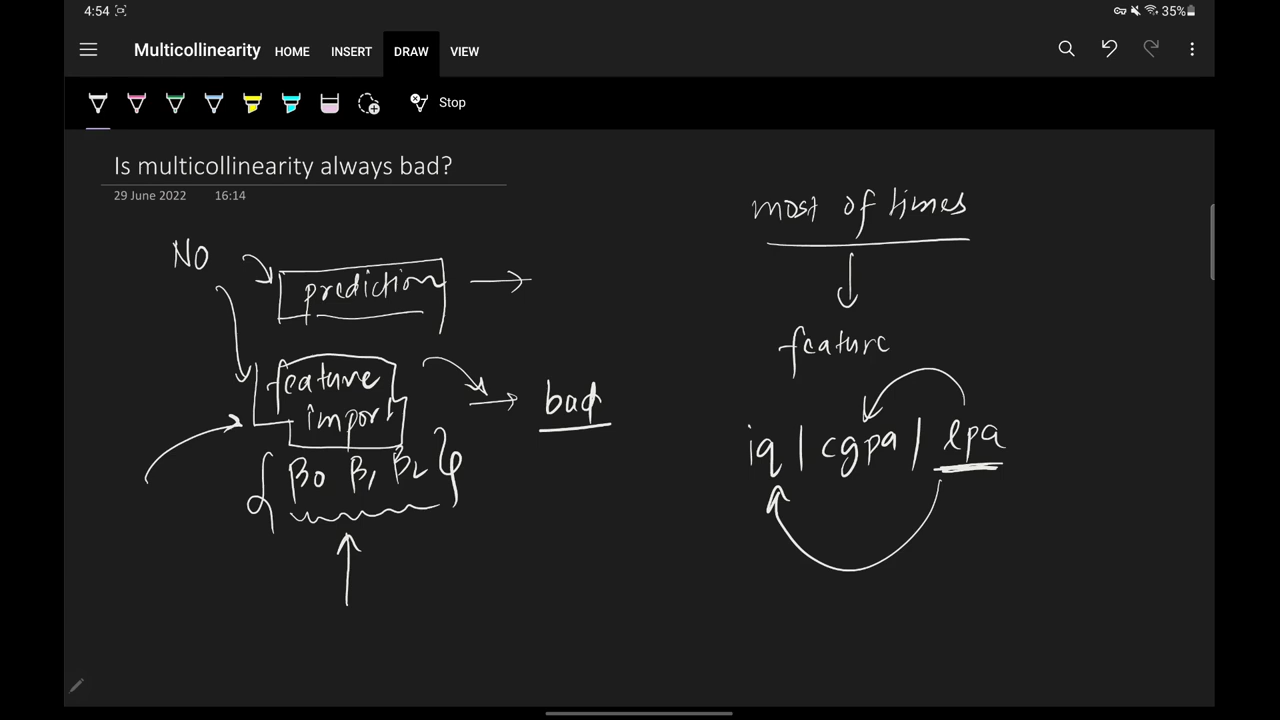 4:54
35%
Multicollinearity HOME INSERT DRAW VIEW
Stop
Is multicollinearity always bad?
29 June 2022 16:14
most of times
NO
prediction
feature
feature
import
bad
iq | cgpa | lpa
β0 β1 β2